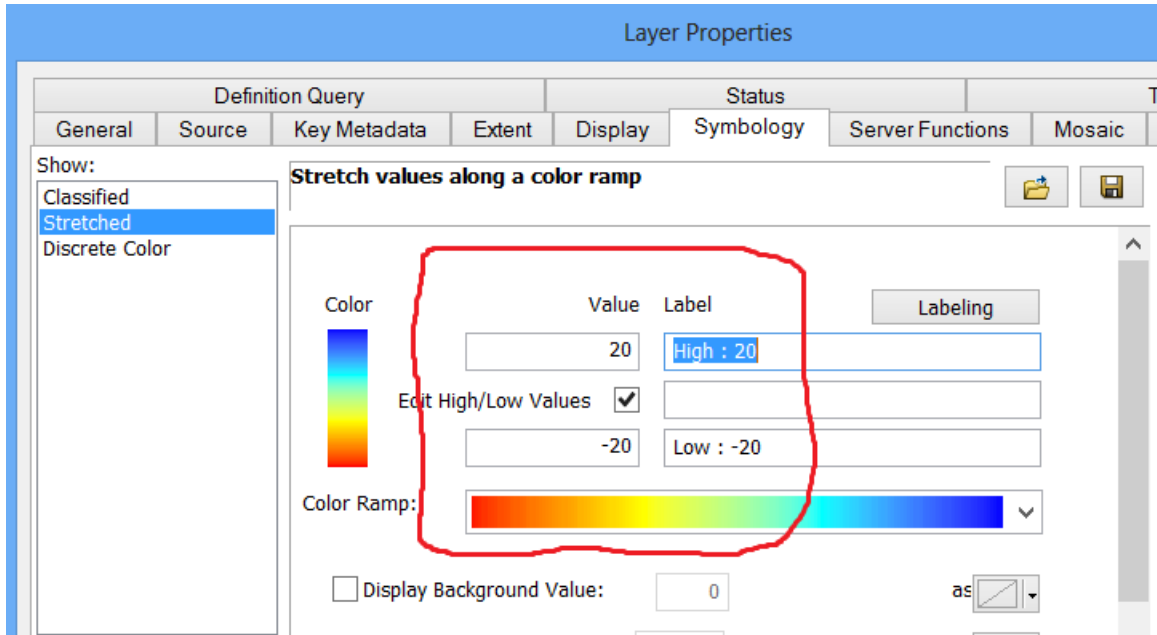 Layer Properties
Definition Query Status
General Source Key Metadata Extent Display Symbology Server Functions Mosaic
Show:
Classified
Stretched
Discrete Color
Stretch values along a color ramp
Color Value Label Labeling
20 High : 20
Edit High/Low Values
-20 Low : -20
Color Ramp:
Display Background Value: 0 as